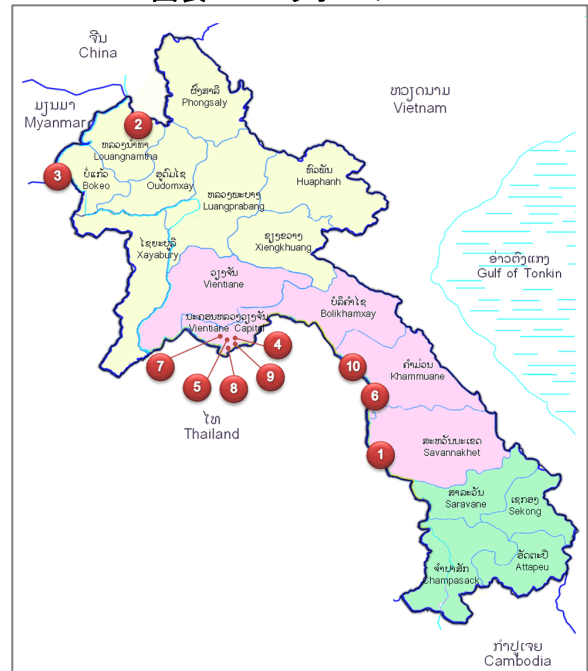 ຈີນ
China
ມຽນມາ
Myanmar
ຫວຽດນາມ
Vietnam
ຜົ້ງສາລີ
Phongsaly
2
ຫລວງນ້ຳທາ
Louangnamtha
3
ບໍ່ແກ້ວ
Bokeo
ອຸດົມໄຊ
Oudomxay
ຫົວພັນ
Huaphanh
ຫລວງພະບາງ
Luangprabang
ຊຽງຂວາງ
Xiengkhuang
ໄຊຍະບູລີ
Xayabury
ອ່າວຕົງແກງ
Gulf of Tonkin
ວຽງຈັນ
Vientiane
ບໍລິຄຳໄຊ
Bolikhamxay
ນະຄອນຫລວງວຽງຈັນ
Vientiane Capital
4
7
9
5
8
10
ຄຳມ່ວນ
Khammuane
6
ໄທ
Thailand
ສະຫວັນນະເຂດ
Savannakhet
1
ສາລະວັນ
Saravane
ເຊກອງ
Sekong
ອັດຕະປື
Attapeu
ຈຳປາສັກ
Champasack
ກຳປູເຈຍ
Cambodia